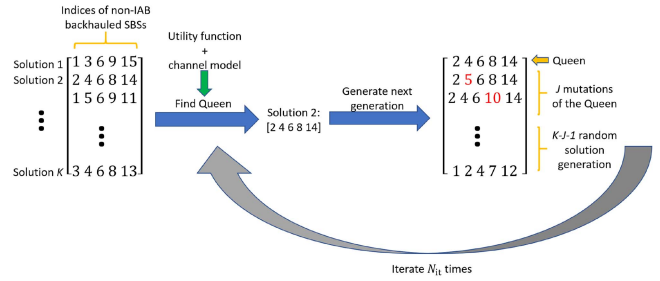 Indices of non-IAB
backhauled SBSs
Solution 1
1 3 6 9 15
Solution 2
2 4 6 8 14
1 5 6 9 11
Solution K
3 4 6 8 13
Utility function
+
channel model
Find Queen
Solution 2:
[2 4 6 8 14]
Generate next
generation
2 4 6 8 14
2 5 6 8 14
2 4 6 10 14
1 2 4 7 12
Queen
J mutations
of the Queen
K-J-1 random
solution
generation
Iterate Nit times